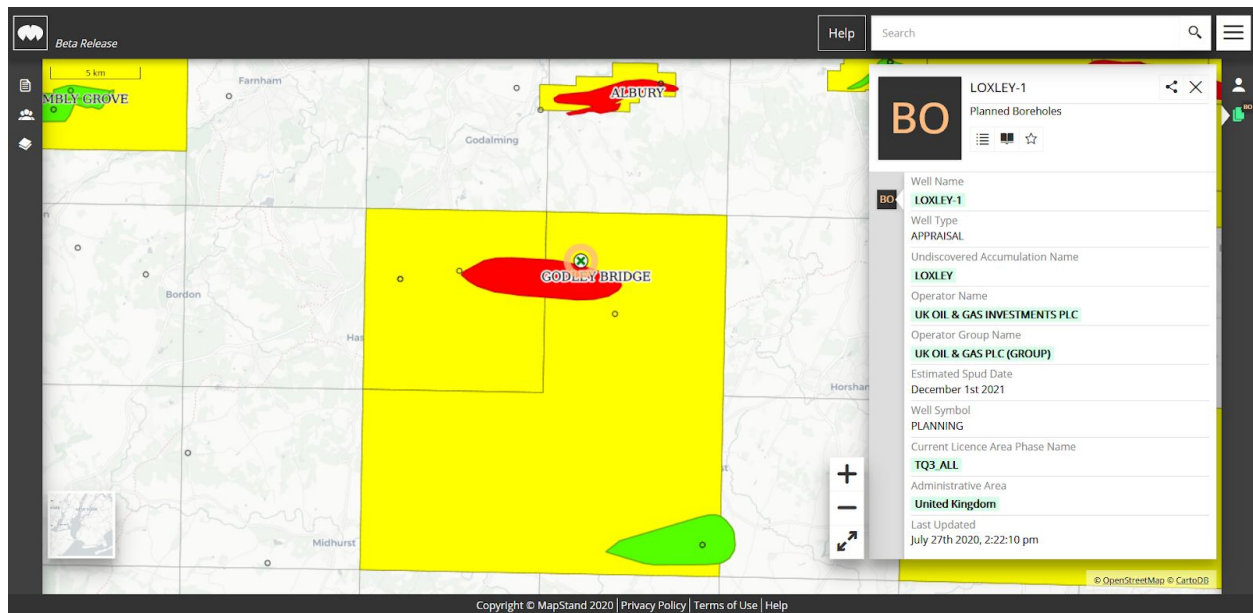 Beta Release
Help
Search
5 km
MBLY GROVE
Farnham
ALBURY
Godalming
GODLEY BRIDGE
Bordon
Has
Horsham
Midhurst
BO
LOXLEY-1
Planned Boreholes
BO
Well Name
LOXLEY-1
Well Type
APPRAISAL
Undiscovered Accumulation Name
LOXLEY
Operator Name
UK OIL & GAS INVESTMENTS PLC
Operator Group Name
UK OIL & GAS PLC (GROUP)
Estimated Spud Date
December 1st 2021
Well Symbol
PLANNING
Current Licence Area Phase Name
TQ3_ALL
Administrative Area
United Kingdom
Last Updated
July 27th 2020, 2:22:10 pm
BO
© OpenStreetMap © CartoDB
Copyright © MapStand 2020 | Privacy Policy | Terms of Use | Help